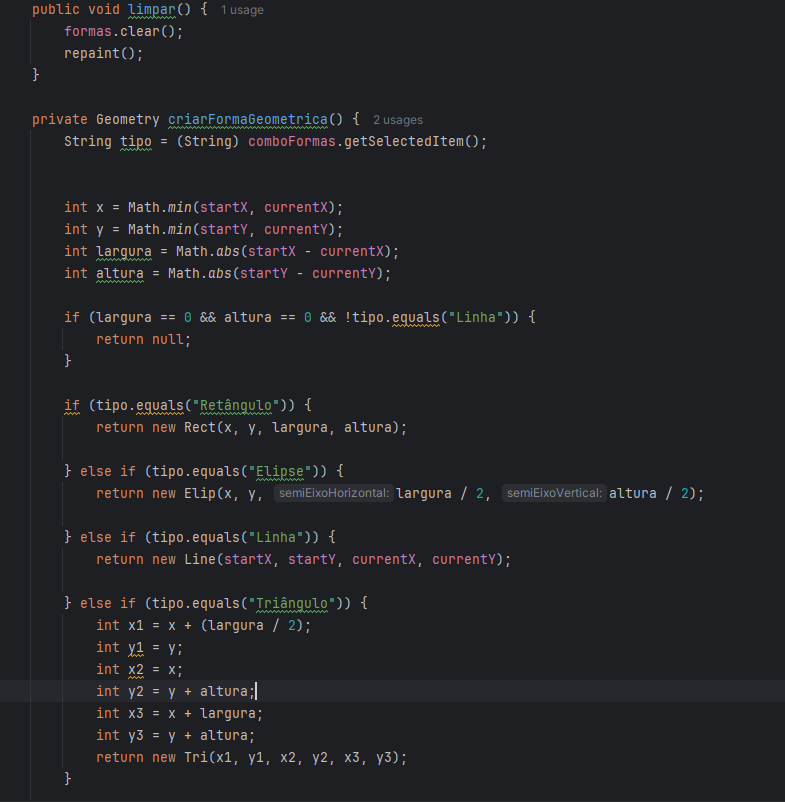 public void limpar() { 1 usage
formas.clear();
repaint();
}
private Geometry criarFormaGeometrica() { 2 usages
String tipo = (String) comboFormas.getSelectedItem();
int x = Math.min(startX, currentX);
int y = Math.min(startY, currentY);
int largura = Math.abs(startX - currentX);
int altura = Math.abs(startY - currentY);
if (largura == 0 && altura == 0 && !tipo.equals("Linha")) {
return null;
}
if (tipo.equals("Retângulo")) {
return new Rect(x, y, largura, altura);
} else if (tipo.equals("Elipse")) {
return new Elip(x, y, semiEixoHorizontal: largura / 2, semiEixoVertical: altura / 2);
} else if (tipo.equals("Linha")) {
return new Line(startX, startY, currentX, currentY);
} else if (tipo.equals("Triângulo")) {
int x1 = x + (largura / 2);
int y1 = y;
int x2 = x;
int y2 = y + altura;
int x3 = x + largura;
int y3 = y + altura;
return new Tri(x1, y1, x2, y2, x3, y3);
}